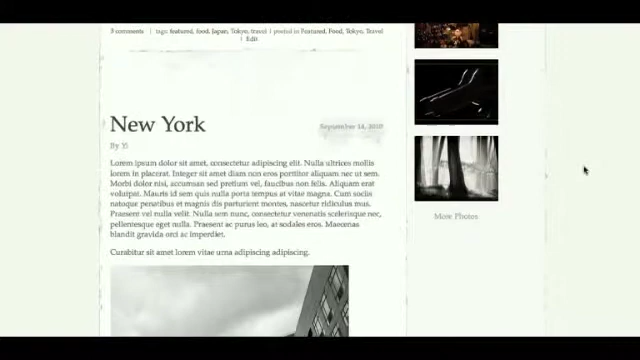 3 comments | tags: featured, food, Japan, Tokyo, travel | posted in Featured, Food, Tokyo, Travel
| Edit
New York
September 14, 2010
By Yi
Lorem ipsum dolor sit amet, consectetur adipiscing elit. Nulla ultrices mollis
lorem in placerat. Integer sit amet diam non eros porttitor aliquam nec ut sem.
Morbi dolor nisi, accumsan sed pretium vel, faucibus non felis. Aliquam erat
volutpat. Mauris id sem quis nulla porta tempus at vitae magna. Cum sociis
natoque penatibus et magnis dis parturient montes, nascetur ridiculus mus.
Praesent vel nulla velit. Nulla sem nunc, consectetur venenatis scelerisque nec,
pellentesque eget nulla. Praesent ac purus leo, at sodales eros. Maecenas
blandit gravida orci ac imperdiet.
Curabitur sit amet lorem vitae urna adipiscing adipiscing.
More Photos